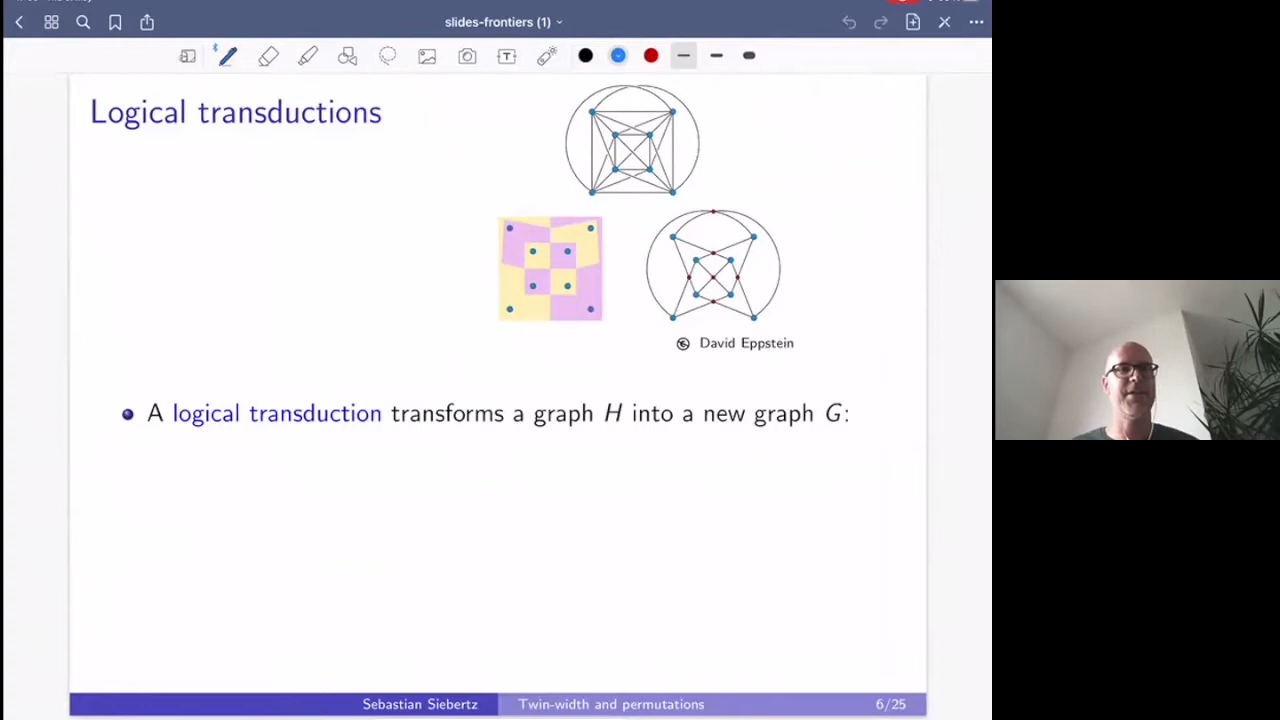 slides-frontiers (1)
Logical transductions
David Eppstein
A logical transduction transforms a graph H into a new graph G:
Sebastian Siebertz
Twin-width and permutations
6/25